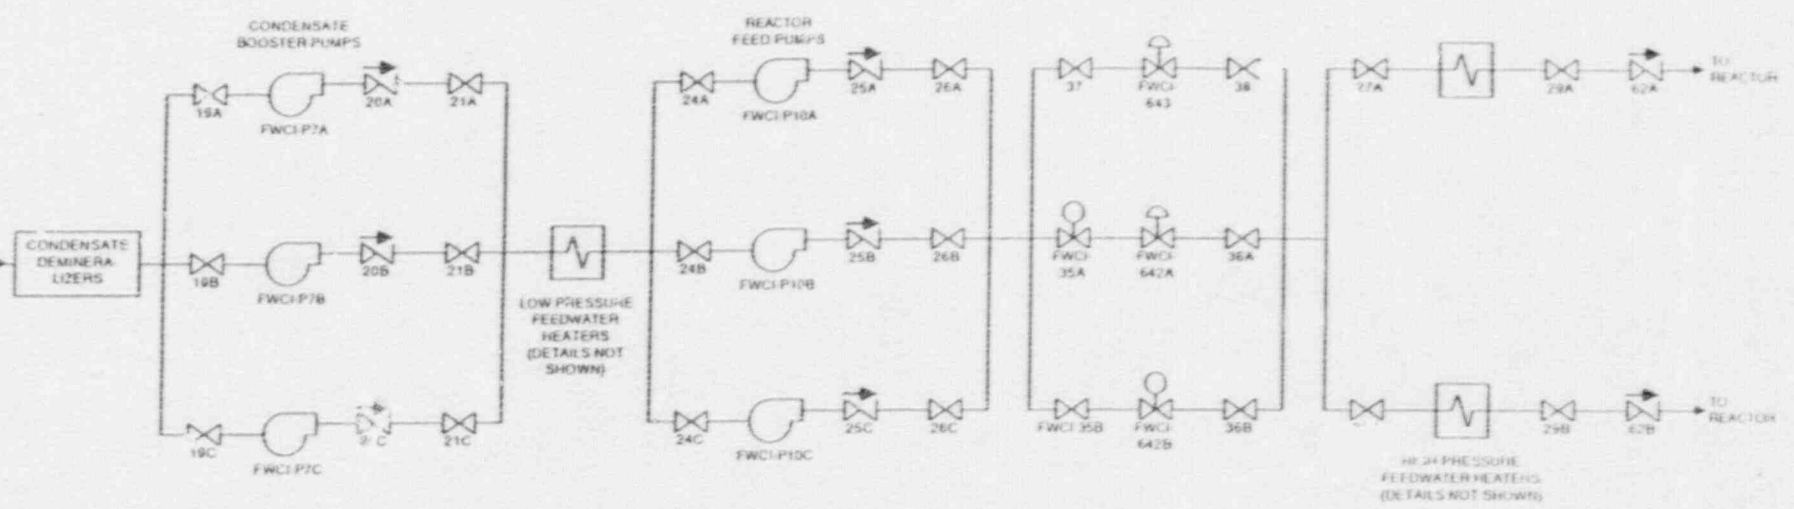 CONDENSATE
BOOSTER PUMPS
REACTOR
FEED PUMPS
19A
FWCI-P7A
20A
21A
24A
FWCI-P10A
25A
26A
37
FWCI-
643
38
27A
29A
62A
TO
REACTOR
CONDENSATE
DEMINERA-
LIZERS
19B
FWCI-P7B
20B
21B
LOW PRESSURE
FEEDWATER
HEATERS
(DETAILS NOT
SHOWN)
24B
FWCI-P10B
25B
26B
FWCI-
35A
FWCI-
642A
36A
19C
FWCI-P7C
21C
24C
FWCI-P10C
25C
26C
FWCI-35B
FWCI-
642B
36B
29B
62B
TO
REACTOR
HIGH PRESSURE
FEEDWATER HEATERS
(DETAILS NOT SHOWN)